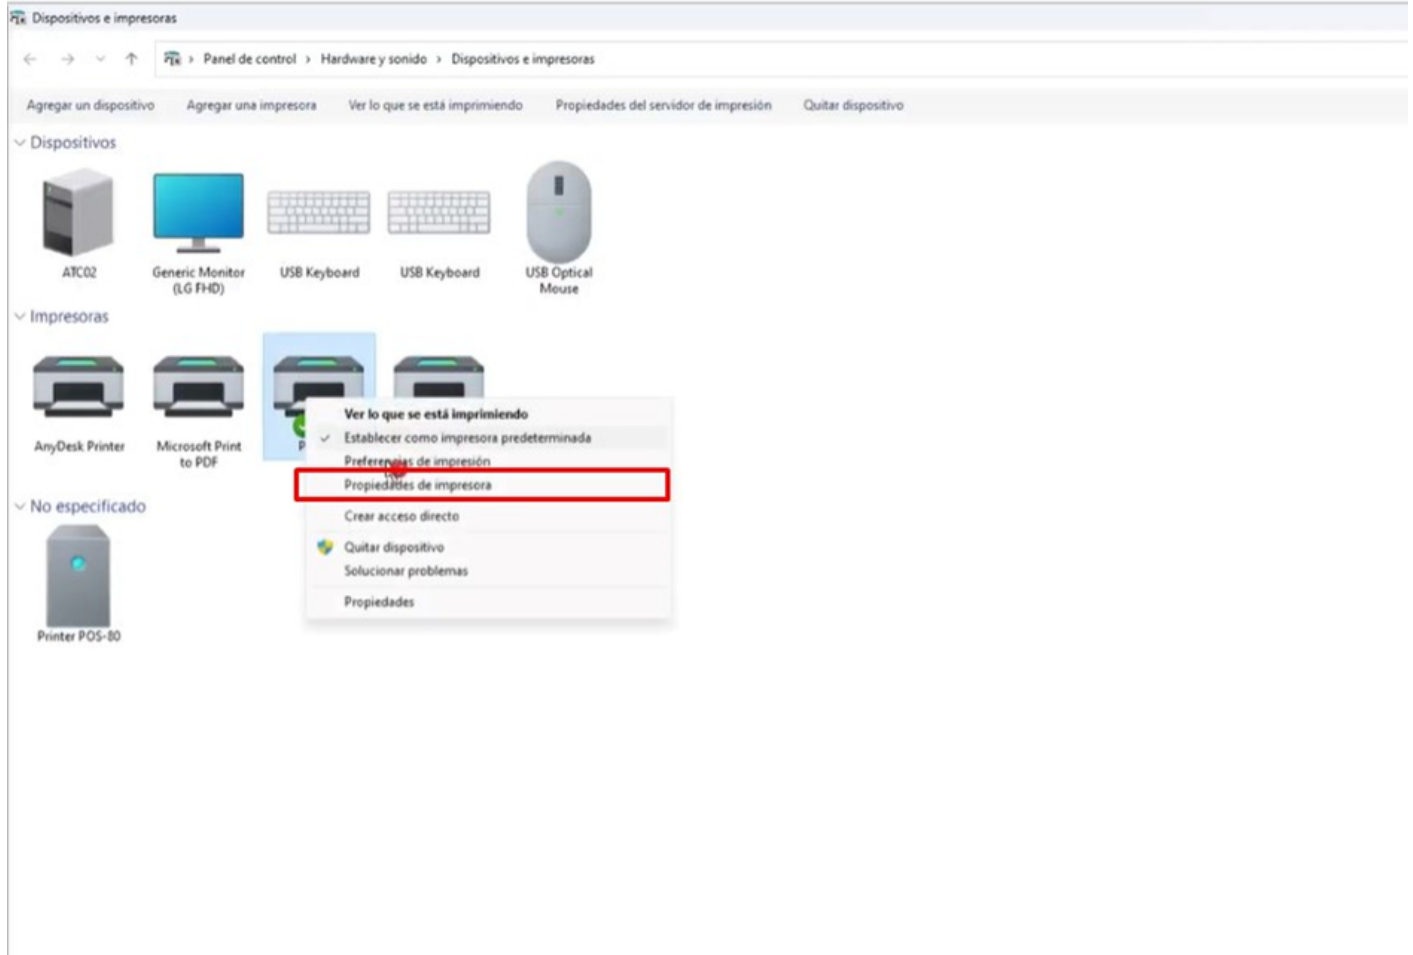 Dispositivos e impresoras
Panel de control > Hardware y sonido > Dispositivos e impresoras
Agregar un dispositivo Agregar una impresora Ver lo que se está imprimiendo Propiedades del servidor de impresión Quitar dispositivo
Dispositivos
ATC02
Generic Monitor
(LG FHD)
USB Keyboard
USB Keyboard
USB Optical
Mouse
Impresoras
AnyDesk Printer
Microsoft Print
to PDF
P
Ver lo que se está imprimiendo
Establecer como impresora predeterminada
Preferencias de impresión
Propiedades de impresora
Crear acceso directo
Quitar dispositivo
Solucionar problemas
Propiedades
No especificado
Printer POS-80